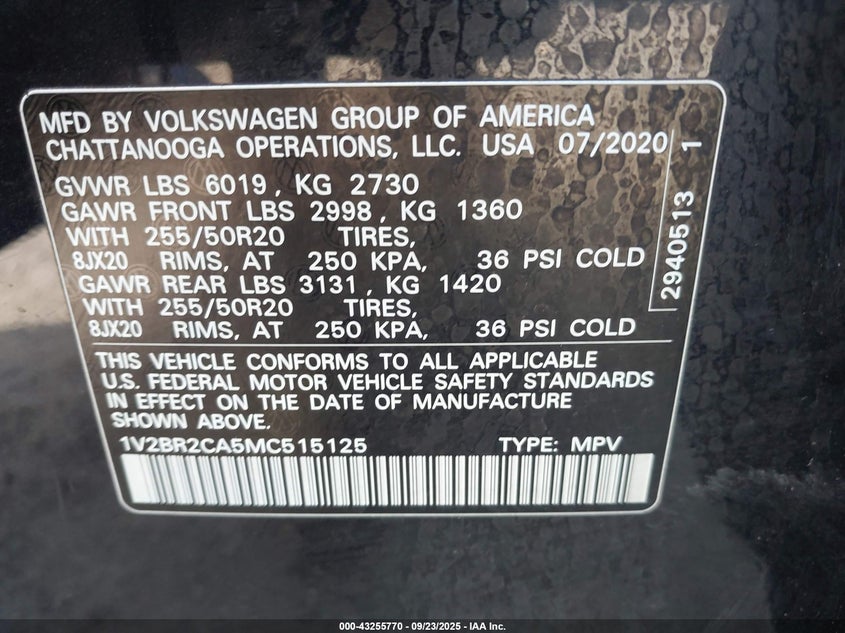 MFD BY VOLKSWAGEN GROUP OF AMERICA
CHATTANOOGA OPERATIONS, LLC. USA 07/2020
GVWR LBS 6019, KG 2730
GAWR FRONT LBS 2998, KG 1360
WITH 255/50R20 TIRES,
8JX20 RIMS, AT 250 KPA, 36 PSI COLD
GAWR REAR LBS 3131, KG 1420
WITH 255/50R20 TIRES,
8JX20 RIMS, AT 250 KPA, 36 PSI COLD
2940513 1
THIS VEHICLE CONFORMS TO ALL APPLICABLE
U.S. FEDERAL MOTOR VEHICLE SAFETY STANDARDS
IN EFFECT ON THE DATE OF MANUFACTURE
SHOWN ABOVE.
1V2BR2CA5MC515125 TYPE: MPV
000-43255770 - 09/23/2025 - IAA Inc.